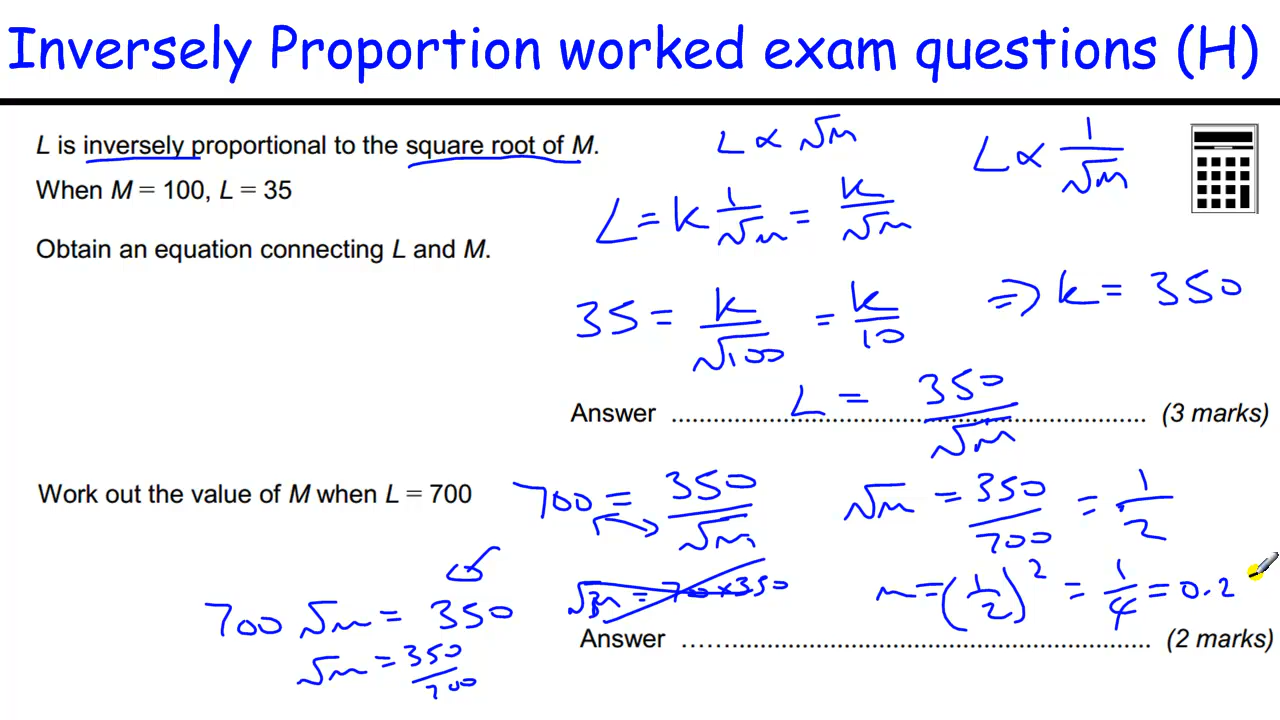 Inversely Proportion worked exam questions (H)
L is inversely proportional to the square root of M.
L ∝ √M
L ∝ 1/√M
When M = 100, L = 35
L = K 1/√M = K/√M
Obtain an equation connecting L and M.
35 = K/√100 = K/10
⇒ K = 350
Answer ........ L = 350/√M ........ (3 marks)
Work out the value of M when L = 700
700 = 350/√M
√M = 350/700 = 1/2
M = (1/2)² = 1/4 = 0.2
700 √M = 350
√M = 350/700
Answer ................ (2 marks)